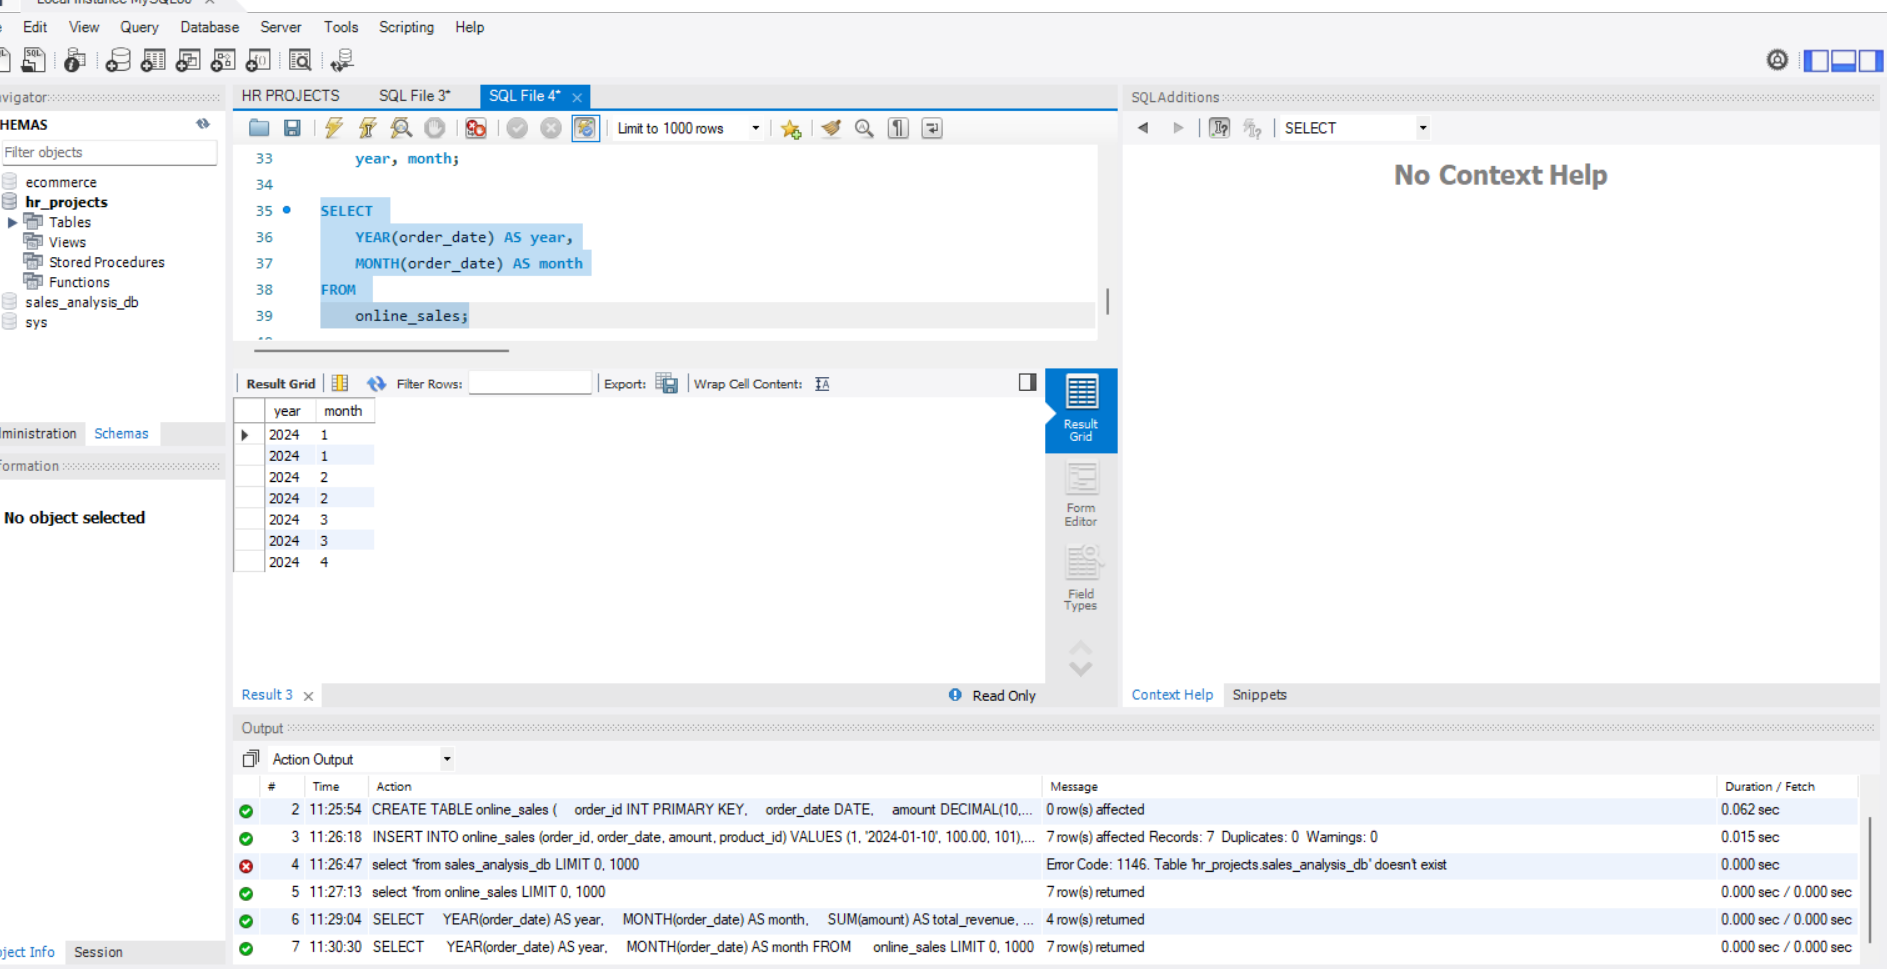 Local instance MySQL80 ×
Edit View Query Database Server Tools Scripting Help
vigator
HEMAS
Filter objects
ecommerce
hr_projects
Tables
Views
Stored Procedures
Functions
sales_analysis_db
sys
ministration Schemas
formation
No object selected
ject Info Session
HR PROJECTS SQL File 3* SQL File 4* ×
Limit to 1000 rows
33 year, month;
34
35 SELECT
36 YEAR(order_date) AS year,
37 MONTH(order_date) AS month
38 FROM
39 online_sales;
Result Grid Filter Rows: Export: Wrap Cell Content: IA
year month
2024 1
2024 1
2024 2
2024 2
2024 3
2024 3
2024 4
Result
Grid
Form
Editor
Field
Types
Result 3 × Read Only
SQLAdditions
SELECT
No Context Help
Context Help Snippets
Output
Action Output
# Time Action Message Duration / Fetch
2 11:25:54 CREATE TABLE online_sales ( order_id INT PRIMARY KEY, order_date DATE, amount DECIMAL(10,... 0 row(s) affected 0.062 sec
3 11:26:18 INSERT INTO online_sales (order_id, order_date, amount, product_id) VALUES (1, '2024-01-10', 100.00, 101),... 7 row(s) affected Records: 7 Duplicates: 0 Warnings: 0 0.015 sec
4 11:26:47 select *from sales_analysis_db LIMIT 0, 1000 Error Code: 1146. Table 'hr_projects.sales_analysis_db' doesn't exist 0.000 sec
5 11:27:13 select *from online_sales LIMIT 0, 1000 7 row(s) returned 0.000 sec / 0.000 sec
6 11:29:04 SELECT YEAR(order_date) AS year, MONTH(order_date) AS month, SUM(amount) AS total_revenue, ... 4 row(s) returned 0.000 sec / 0.000 sec
7 11:30:30 SELECT YEAR(order_date) AS year, MONTH(order_date) AS month FROM online_sales LIMIT 0, 1000 7 row(s) returned 0.000 sec / 0.000 sec